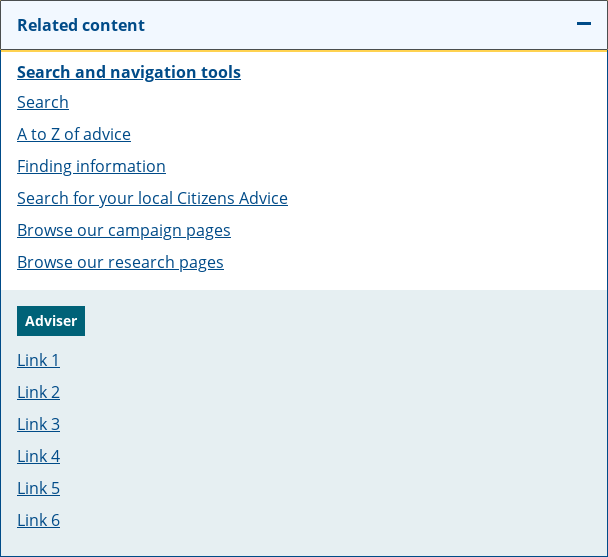 Related content
Search and navigation tools
Search
A to Z of advice
Finding information
Search for your local Citizens Advice
Browse our campaign pages
Browse our research pages
Adviser
Link 1
Link 2
Link 3
Link 4
Link 5
Link 6